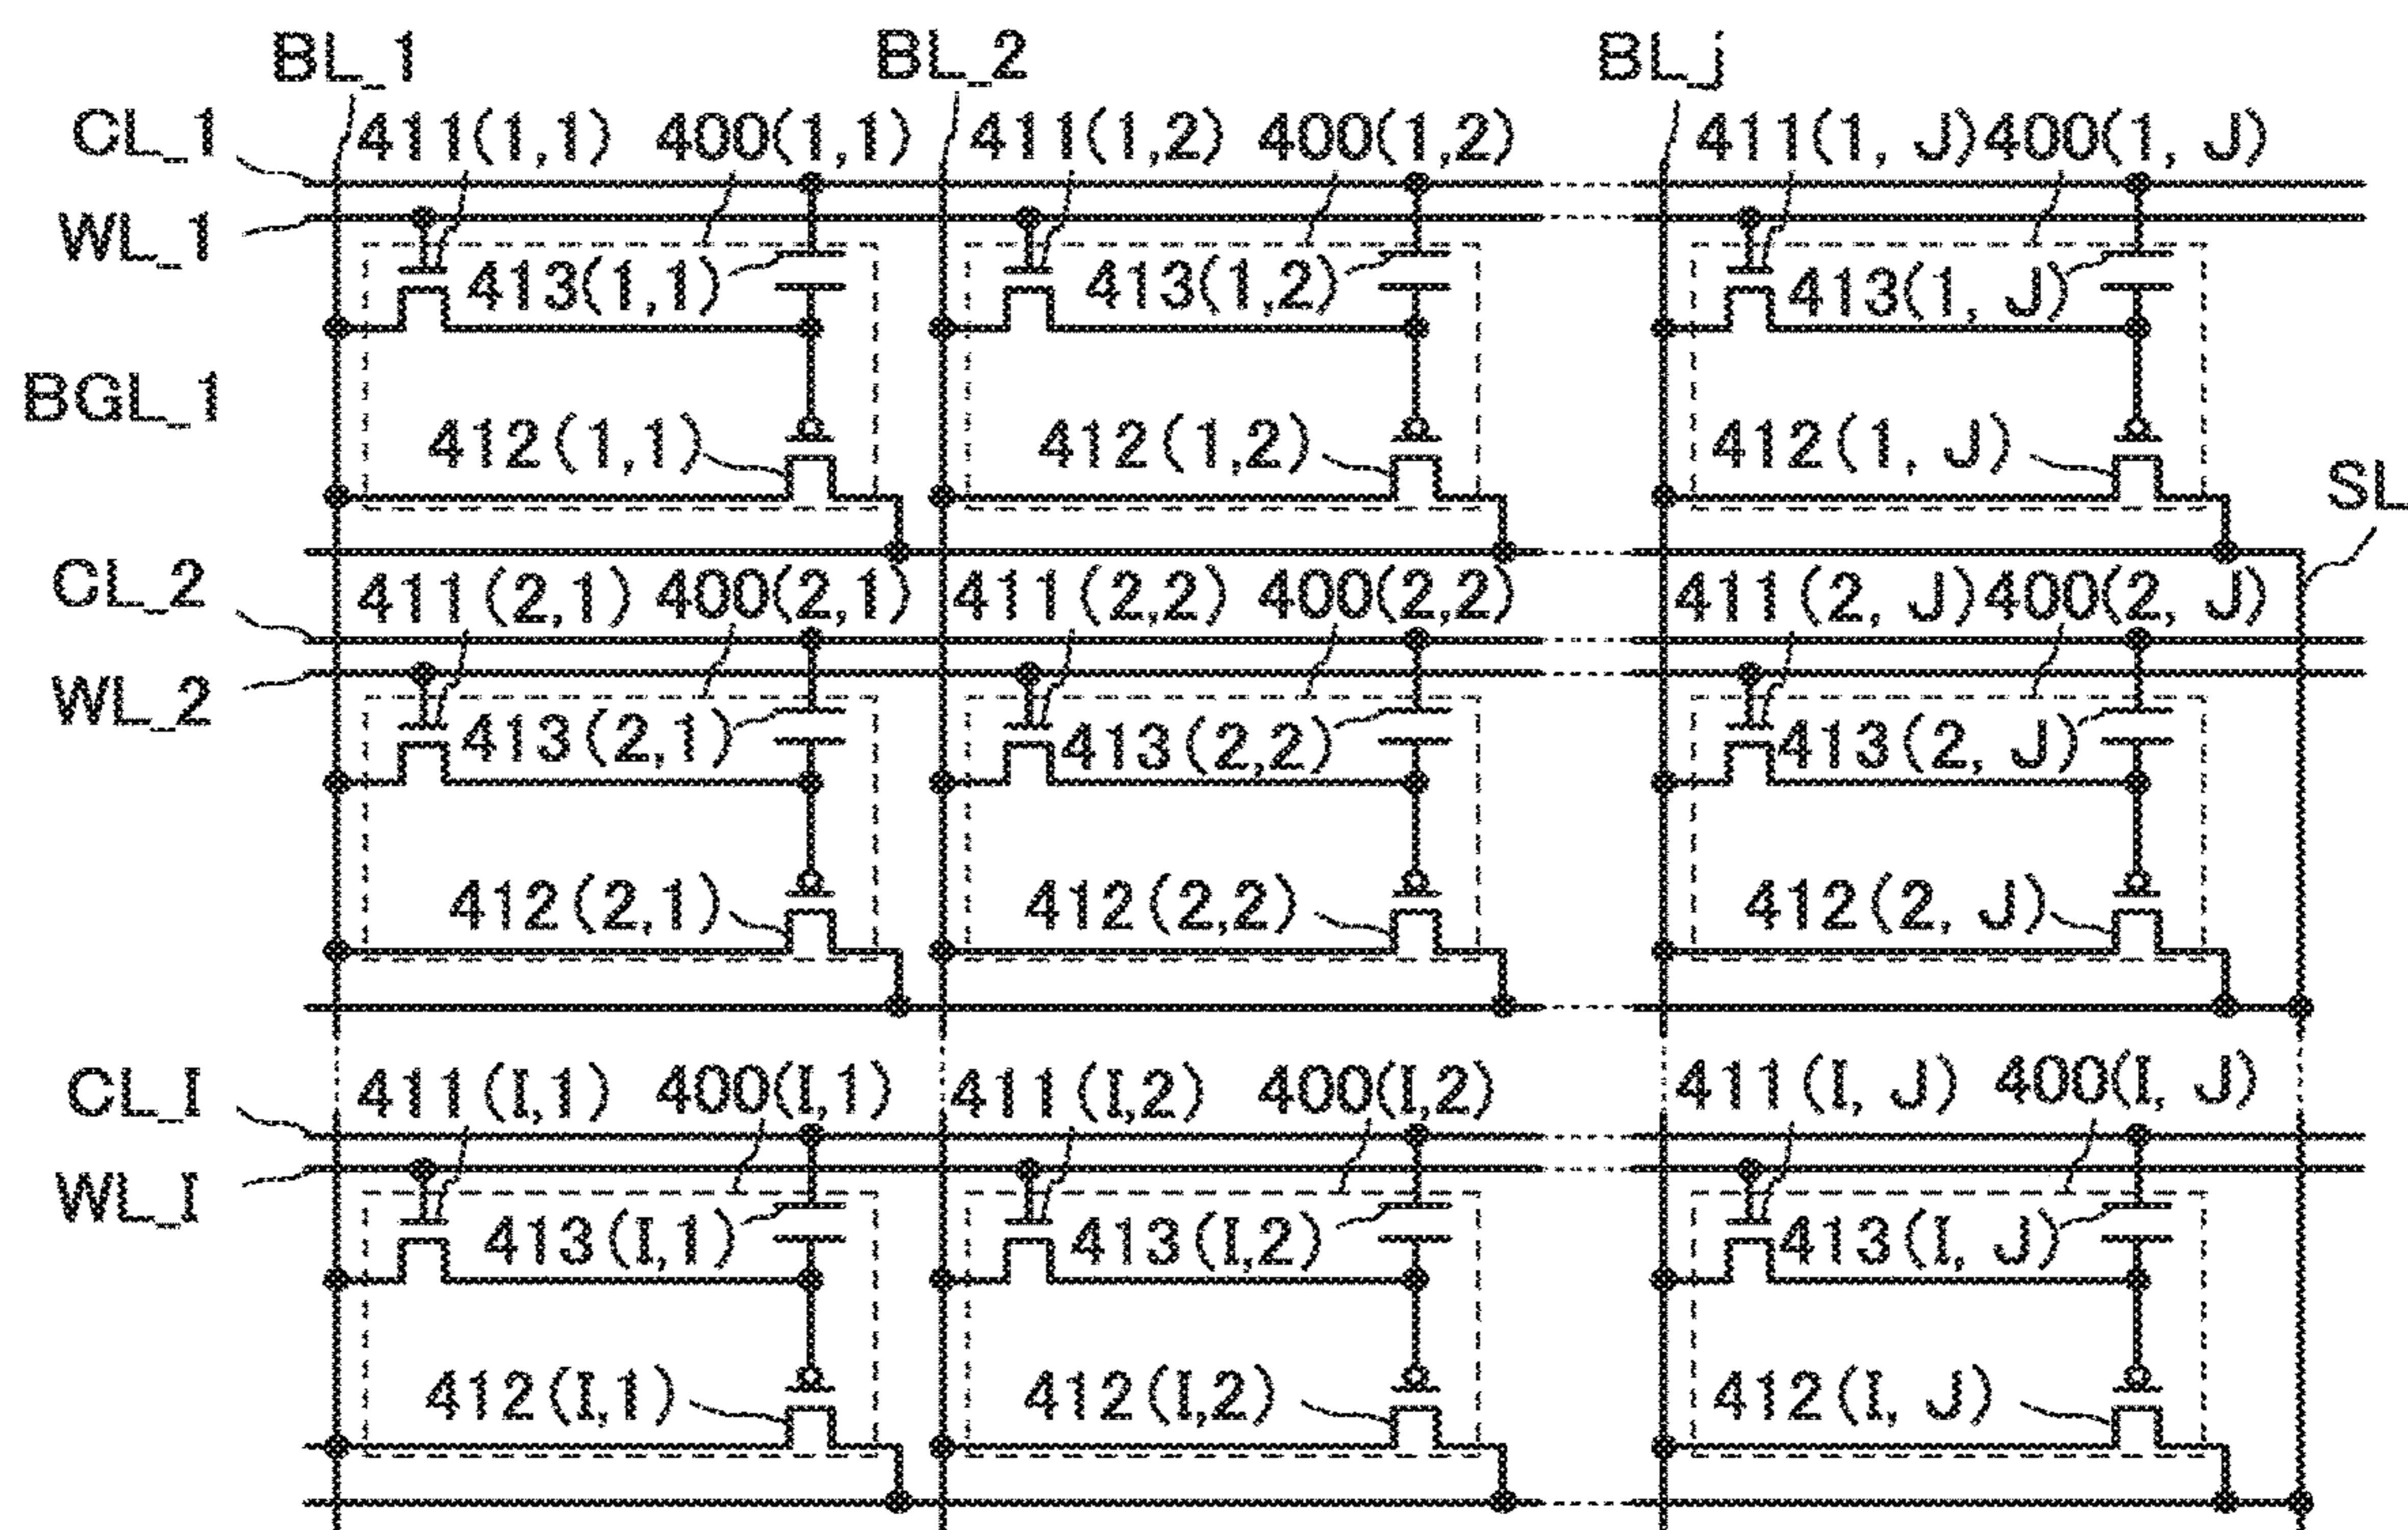 BL_1 BL_2 BL_j
CL_1 411(1,1) 400(1,1) 411(1,2) 400(1,2) 411(1, J) 400(1, J)
WL_1
413(1,1) 413(1,2) 413(1, J)
BGL_1
412(1,1) 412(1,2) 412(1, J)
SL
CL_2 411(2,1) 400(2,1) 411(2,2) 400(2,2) 411(2, J) 400(2, J)
WL_2
413(2,1) 413(2,2) 413(2, J)
412(2,1) 412(2,2) 412(2, J)
CL_I 411(I,1) 400(I,1) 411(I,2) 400(I,2) 411(I, J) 400(I, J)
WL_I
413(I,1) 413(I,2) 413(I, J)
412(I,1) 412(I,2) 412(I, J)